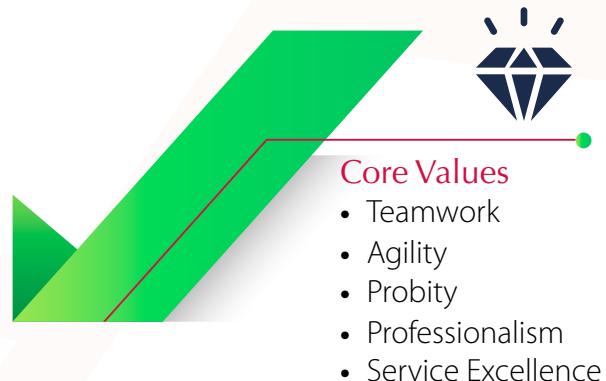 Core Values
• Teamwork
• Agility
• Probity
• Professionalism
• Service Excellence